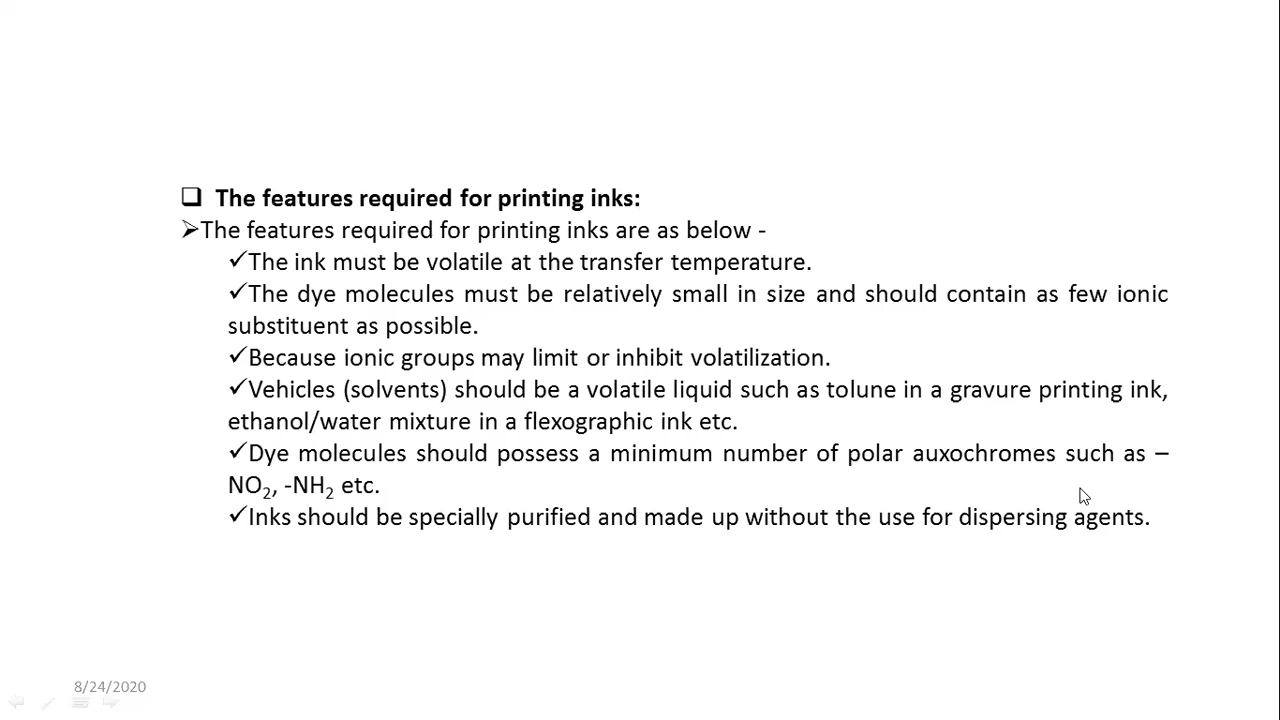 ❑ The features required for printing inks:
➢The features required for printing inks are as below -
✓The ink must be volatile at the transfer temperature.
✓The dye molecules must be relatively small in size and should contain as few ionic
substituent as possible.
✓Because ionic groups may limit or inhibit volatilization.
✓Vehicles (solvents) should be a volatile liquid such as tolune in a gravure printing ink,
ethanol/water mixture in a flexographic ink etc.
✓Dye molecules should possess a minimum number of polar auxochromes such as –
NO₂, -NH₂ etc.
✓Inks should be specially purified and made up without the use for dispersing agents.
8/24/2020